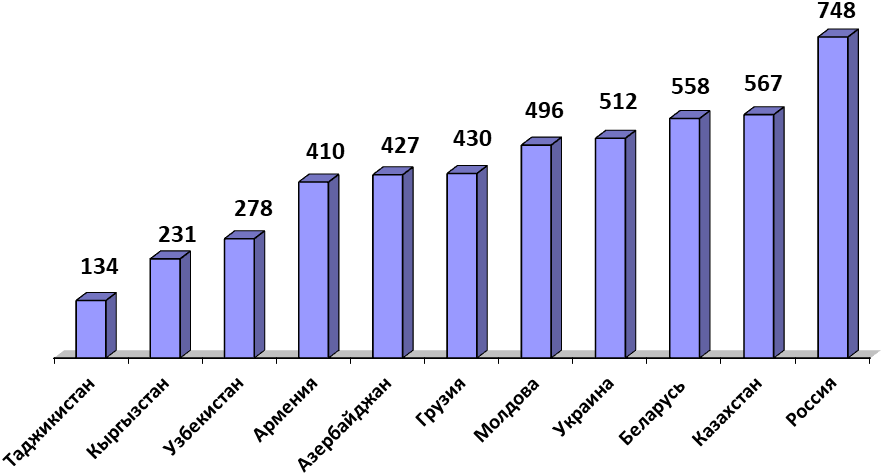 134
231
278
410
427
430
496
512
558
567
748
Таджикистан
Кыргызстан
Узбекистан
Армения
Азербайджан
Грузия
Молдова
Украина
Беларусь
Казахстан
Россия